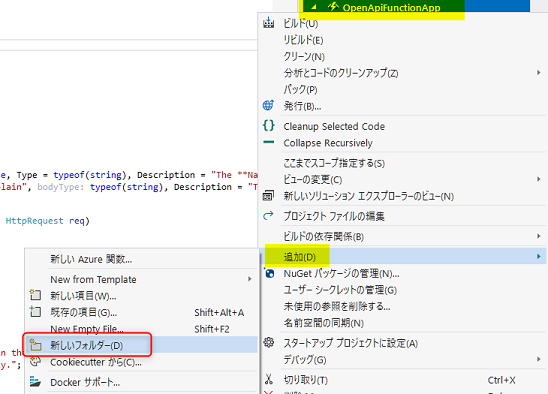 OpenApiFunctionApp
ビルド(U)
リビルド(E)
クリーン(N)
分析とコードのクリーンアップ(Z)
パック(P)
発行(B)...
Cleanup Selected Code
Collapse Recursively
ここまでスコープ指定する(S)
ビューの変更(C)
新しいソリューション エクスプローラーのビュー(N)
プロジェクト ファイルの編集
ビルドの依存関係(B)
追加(D)
NuGet パッケージの管理(N)...
ユーザー シークレットの管理(G)
未使用の参照を削除する...
名前空間の同期(N)
スタートアップ プロジェクトに設定(A)
デバッグ(G)
切り取り(T) Ctrl+X
e, Type = typeof(string), Description = "The **Na
lain", bodyType: typeof(string), Description = "T
HttpRequest req)
新しい Azure 関数...
New from Template
新しい項目(W)...
既存の項目(G)... Shift+Alt+A
New Empty File... Shift+F2
新しいフォルダー(D)
Cookiecutter から(C)...
Docker サポート...
n th
y.";